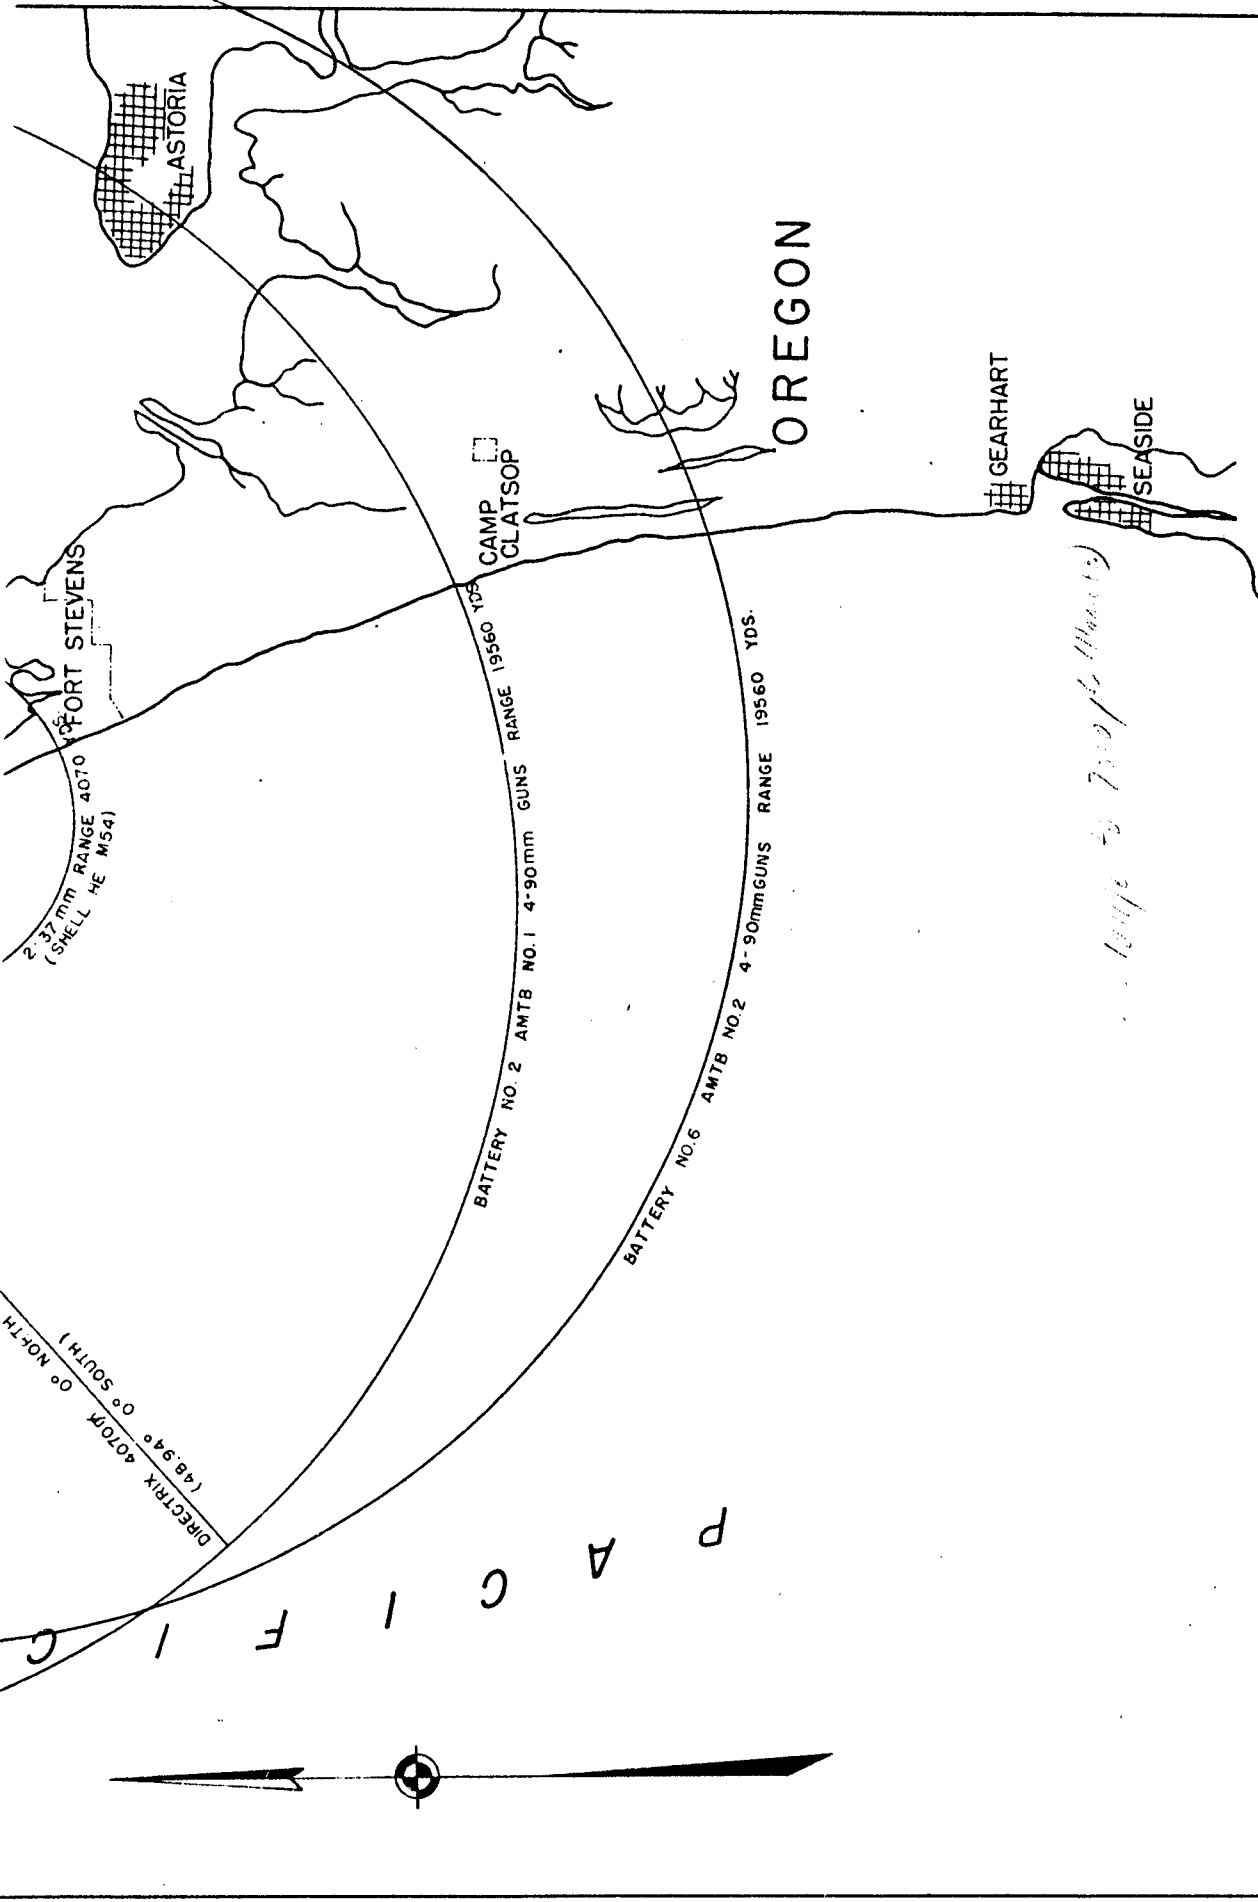 ASTORIA
FORT STEVENS
2·37mm RANGE 4070 YDS.
(SHELL HE M54)
CAMP
CLATSOP
OREGON
GEARHART
SEASIDE
BATTERY NO. 2 AMTB NO. 1 4-90mm GUNS RANGE 19560 YDS.
BATTERY NO. 6 AMTB NO. 2 4-90mm GUNS RANGE 19560 YDS.
DIRECTRIX 0° NORTH
(48.94° 0° SOUTH)
PACIFIC